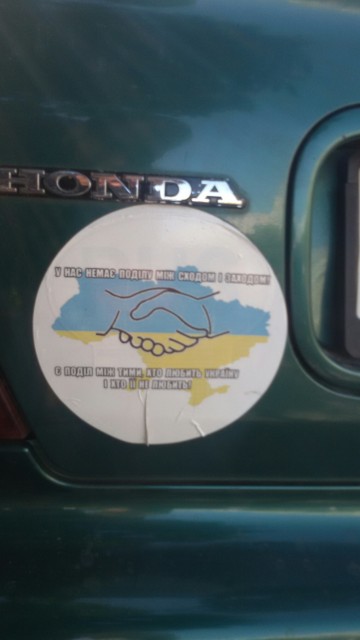 HONDA
У НАС НЕМАЄ ПОДІЛУ МІЖ СХОДОМ І ЗАХОДОМ!
Є ПОДІЛ МІЖ ТИМИ, ХТО ЛЮБИТЬ УКРАЇНУ
І ХТО ЇЇ НЕ ЛЮБИТЬ!